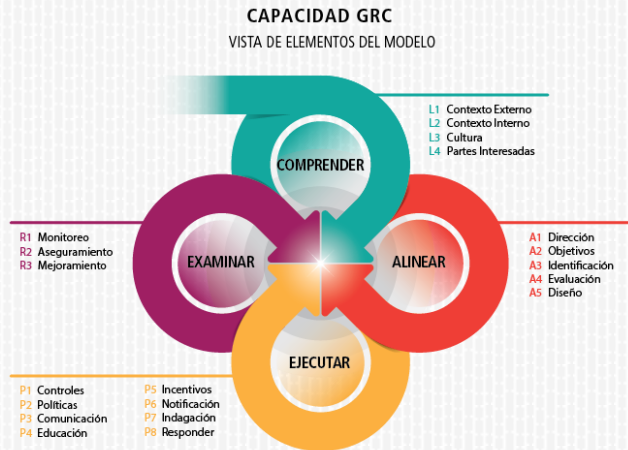 CAPACIDAD GRC
VISTA DE ELEMENTOS DEL MODELO
COMPRENDER
L1 Contexto Externo
L2 Contexto Interno
L3 Cultura
L4 Partes Interesadas
EXAMINAR
R1 Monitoreo
R2 Aseguramiento
R3 Mejoramiento
ALINEAR
A1 Dirección
A2 Objetivos
A3 Identificación
A4 Evaluación
A5 Diseño
EJECUTAR
P1 Controles
P2 Políticas
P3 Comunicación
P4 Educación
P5 Incentivos
P6 Notificación
P7 Indagación
P8 Responder